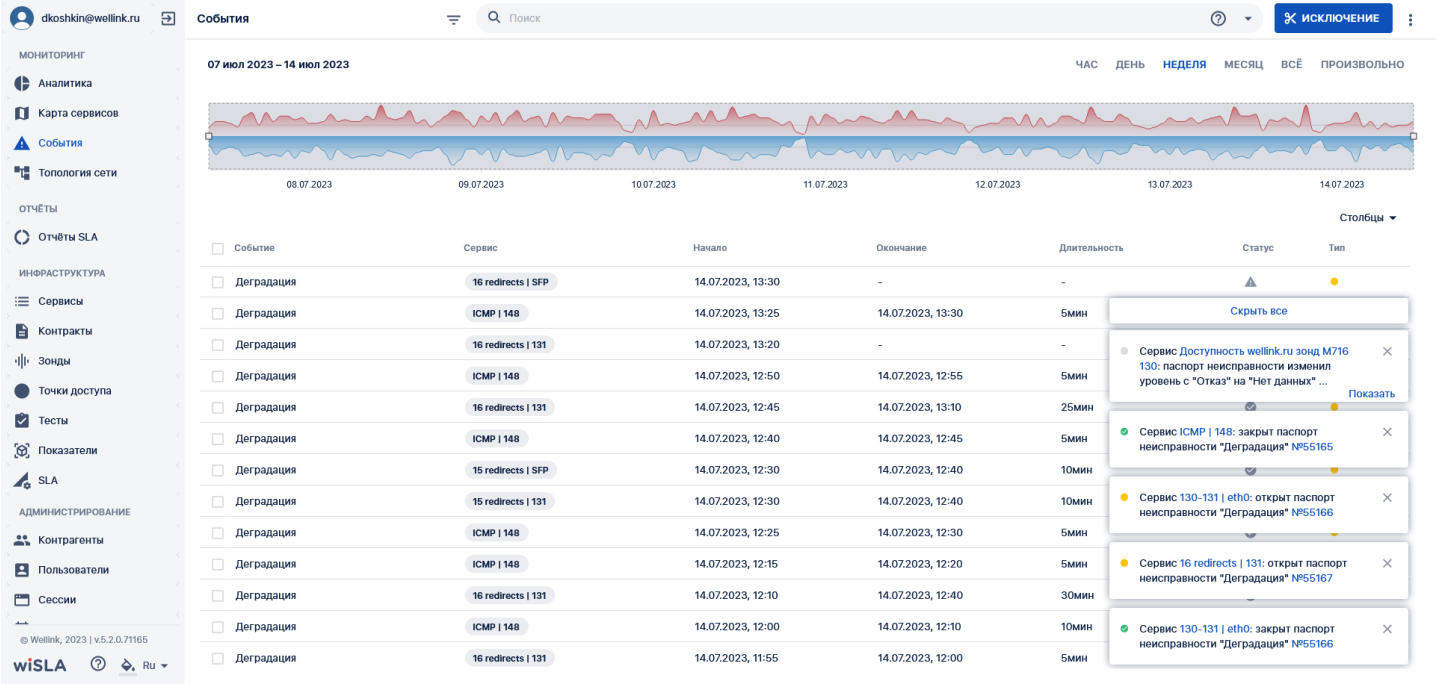 dkoshkin@wellink.ru
МОНИТОРИНГ
Аналитика
Карта сервисов
События
Топология сети
ОТЧЁТЫ
Отчёты SLA
ИНФРАСТРУКТУРА
Сервисы
Контракты
Зонды
Точки доступа
Тесты
Показатели
SLA
АДМИНИСТРИРОВАНИЕ
Контрагенты
Пользователи
Сессии
© Wellink, 2023 | v.5.2.0.71165
wiSLA Ru
События Поиск ИСКЛЮЧЕНИЕ
07 июл 2023 – 14 июл 2023 ЧАС ДЕНЬ НЕДЕЛЯ МЕСЯЦ ВСЁ ПРОИЗВОЛЬНО
08.07.2023 09.07.2023 10.07.2023 11.07.2023 12.07.2023 13.07.2023 14.07.2023
Столбцы
Событие Сервис Начало Окончание Длительность Статус Тип
Деградация 16 redirects | SFP 14.07.2023, 13:30 - -
Деградация ICMP | 148 14.07.2023, 13:25 14.07.2023, 13:30 5мин
Деградация 16 redirects | 131 14.07.2023, 13:20 - -
Деградация ICMP | 148 14.07.2023, 12:50 14.07.2023, 12:55 5мин
Деградация 16 redirects | 131 14.07.2023, 12:45 14.07.2023, 13:10 25мин
Деградация ICMP | 148 14.07.2023, 12:40 14.07.2023, 12:45 5мин
Деградация 15 redirects | SFP 14.07.2023, 12:30 14.07.2023, 12:40 10мин
Деградация 15 redirects | 131 14.07.2023, 12:30 14.07.2023, 12:40 10мин
Деградация ICMP | 148 14.07.2023, 12:25 14.07.2023, 12:30 5мин
Деградация ICMP | 148 14.07.2023, 12:15 14.07.2023, 12:20 5мин
Деградация 16 redirects | 131 14.07.2023, 12:10 14.07.2023, 12:40 30мин
Деградация ICMP | 148 14.07.2023, 12:00 14.07.2023, 12:10 10мин
Деградация 16 redirects | 131 14.07.2023, 11:55 14.07.2023, 12:00 5мин
Скрыть все
Сервис Доступность wellink.ru зонд М716
130: паспорт неисправности изменил
уровень с "Отказ" на "Нет данных" ...
Показать
Сервис ICMP | 148: закрыт паспорт
неисправности "Деградация" №55165
Сервис 130-131 | eth0: открыт паспорт
неисправности "Деградация" №55166
Сервис 16 redirects | 131: открыт паспорт
неисправности "Деградация" №55167
Сервис 130-131 | eth0: закрыт паспорт
неисправности "Деградация" №55166